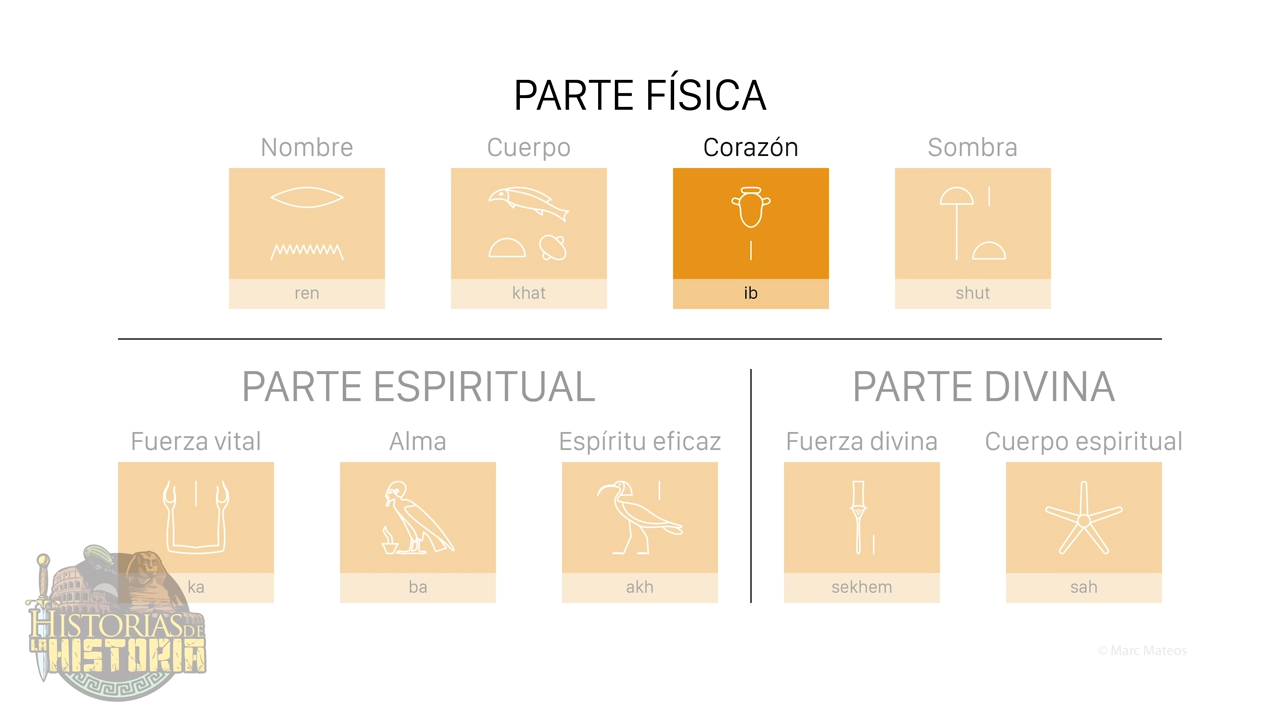 PARTE FÍSICA
Nombre Cuerpo Corazón Sombra
ren khat ib shut
PARTE ESPIRITUAL PARTE DIVINA
Fuerza vital Alma Espíritu eficaz Fuerza divina Cuerpo espiritual
ka ba akh sekhem sah
HISTORIAS DE
LA HISTORIA
© Marc Mateos